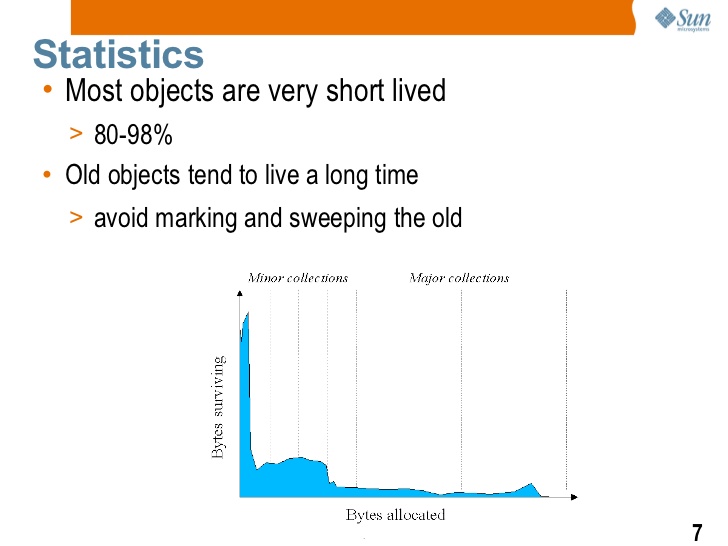 Sun
microsystems
Statistics
• Most objects are very short lived
> 80-98%
• Old objects tend to live a long time
> avoid marking and sweeping the old
Minor collections Major collections
Bytes surviving
Bytes allocated
7